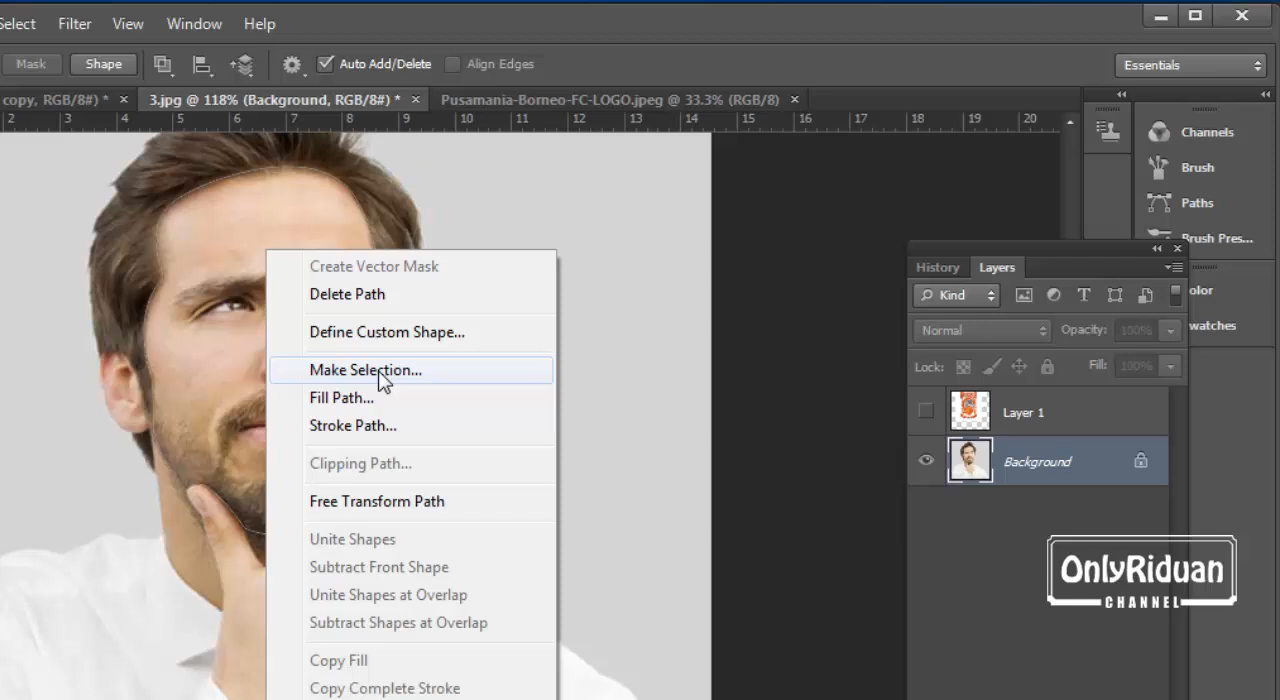 Select Filter View Window Help
Mask Shape Auto Add/Delete Align Edges Essentials
copy, RGB/8#) * × 3.jpg @ 118% (Background, RGB/8#) * × Pusamania-Borneo-FC-LOGO.jpeg @ 33.3% (RGB/8) ×
2 3 4 5 6 7 8 9 10 11 12 13 14 15 16 17 18 19 20
Channels
Brush
Paths
Brush Pres...
Create Vector Mask
Delete Path
Define Custom Shape...
Make Selection...
Fill Path...
Stroke Path...
Clipping Path...
Free Transform Path
Unite Shapes
Subtract Front Shape
Unite Shapes at Overlap
Subtract Shapes at Overlap
Copy Fill
Copy Complete Stroke
History Layers
Kind
Normal Opacity: 100%
Lock: Fill: 100%
Layer 1
Background
olor
watches
OnlyRiduan
CHANNEL